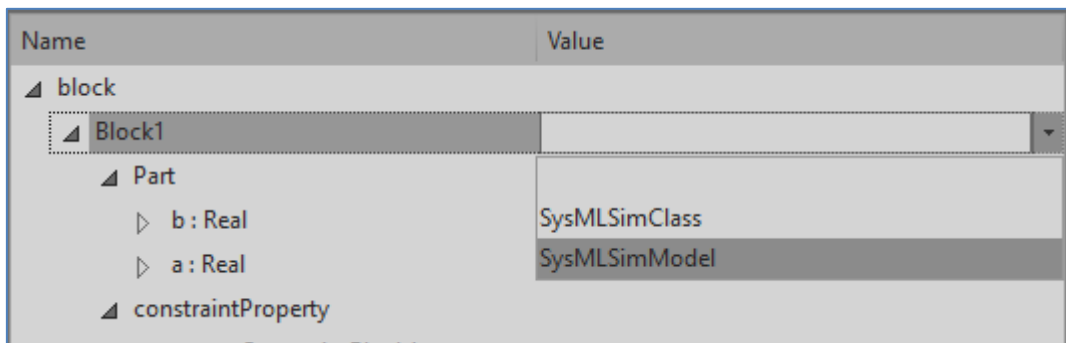 Name Value
block
Block1
Part
b : Real SysMLSimClass
a : Real SysMLSimModel
constraintProperty